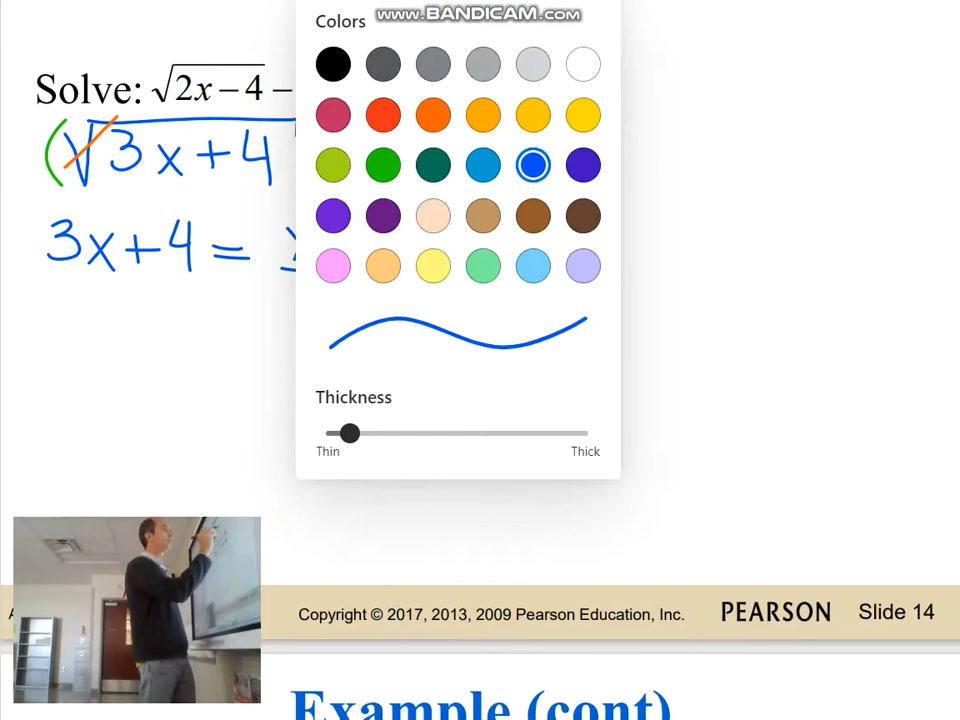 www.BANDICAM.com
Colors
Solve: √2x – 4 –
(√3x + 4
3x + 4 =
Thickness
Thin Thick
Copyright © 2017, 2013, 2009 Pearson Education, Inc. PEARSON Slide 14
Example (cont)